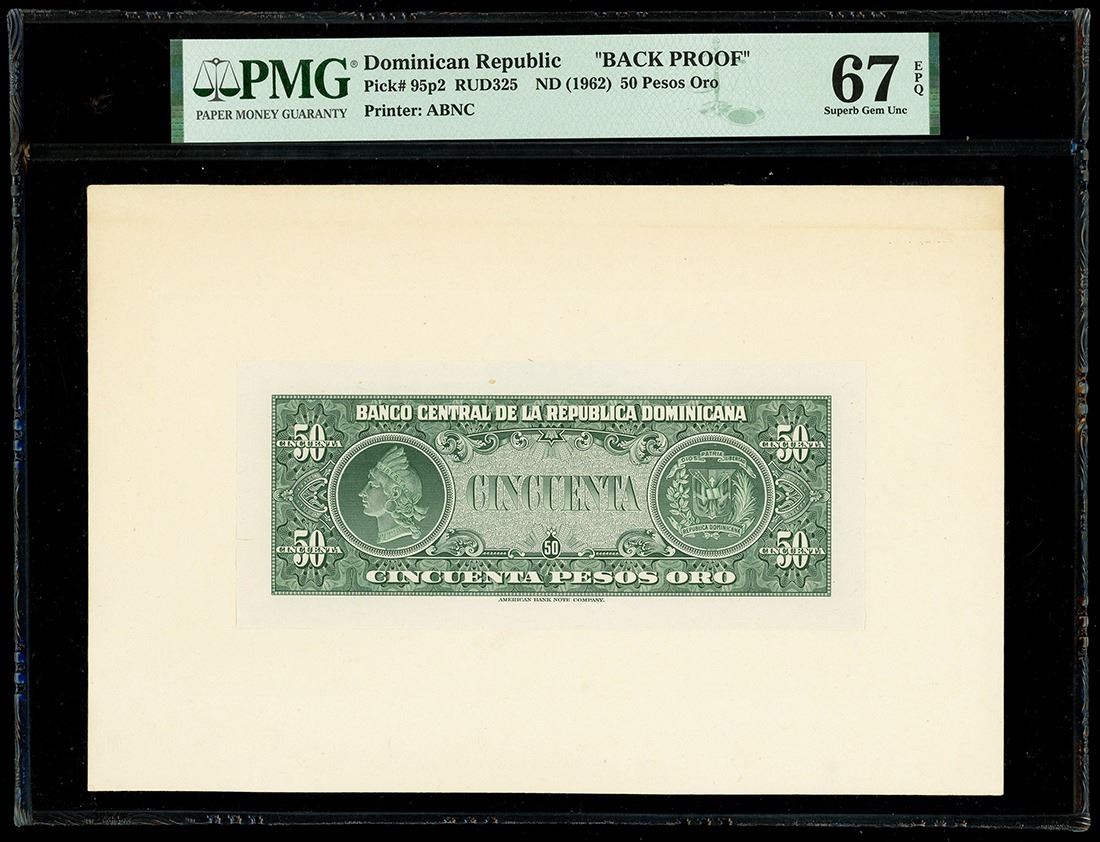 PMG®
PAPER MONEY GUARANTY
Dominican Republic "BACK PROOF"
Pick# 95p2 RUD325 ND (1962) 50 Pesos Oro
Printer: ABNC
67 EPQ
Superb Gem Unc
BANCO CENTRAL DE LA REPUBLICA DOMINICANA
50 CINCUENTA
50 CINCUENTA
DIOS PATRIA LIBERTAD
CINCUENTA
REPUBLICA DOMINICANA
50 CINCUENTA
50
50 CINCUENTA
CINCUENTA PESOS ORO
AMERICAN BANK NOTE COMPANY.